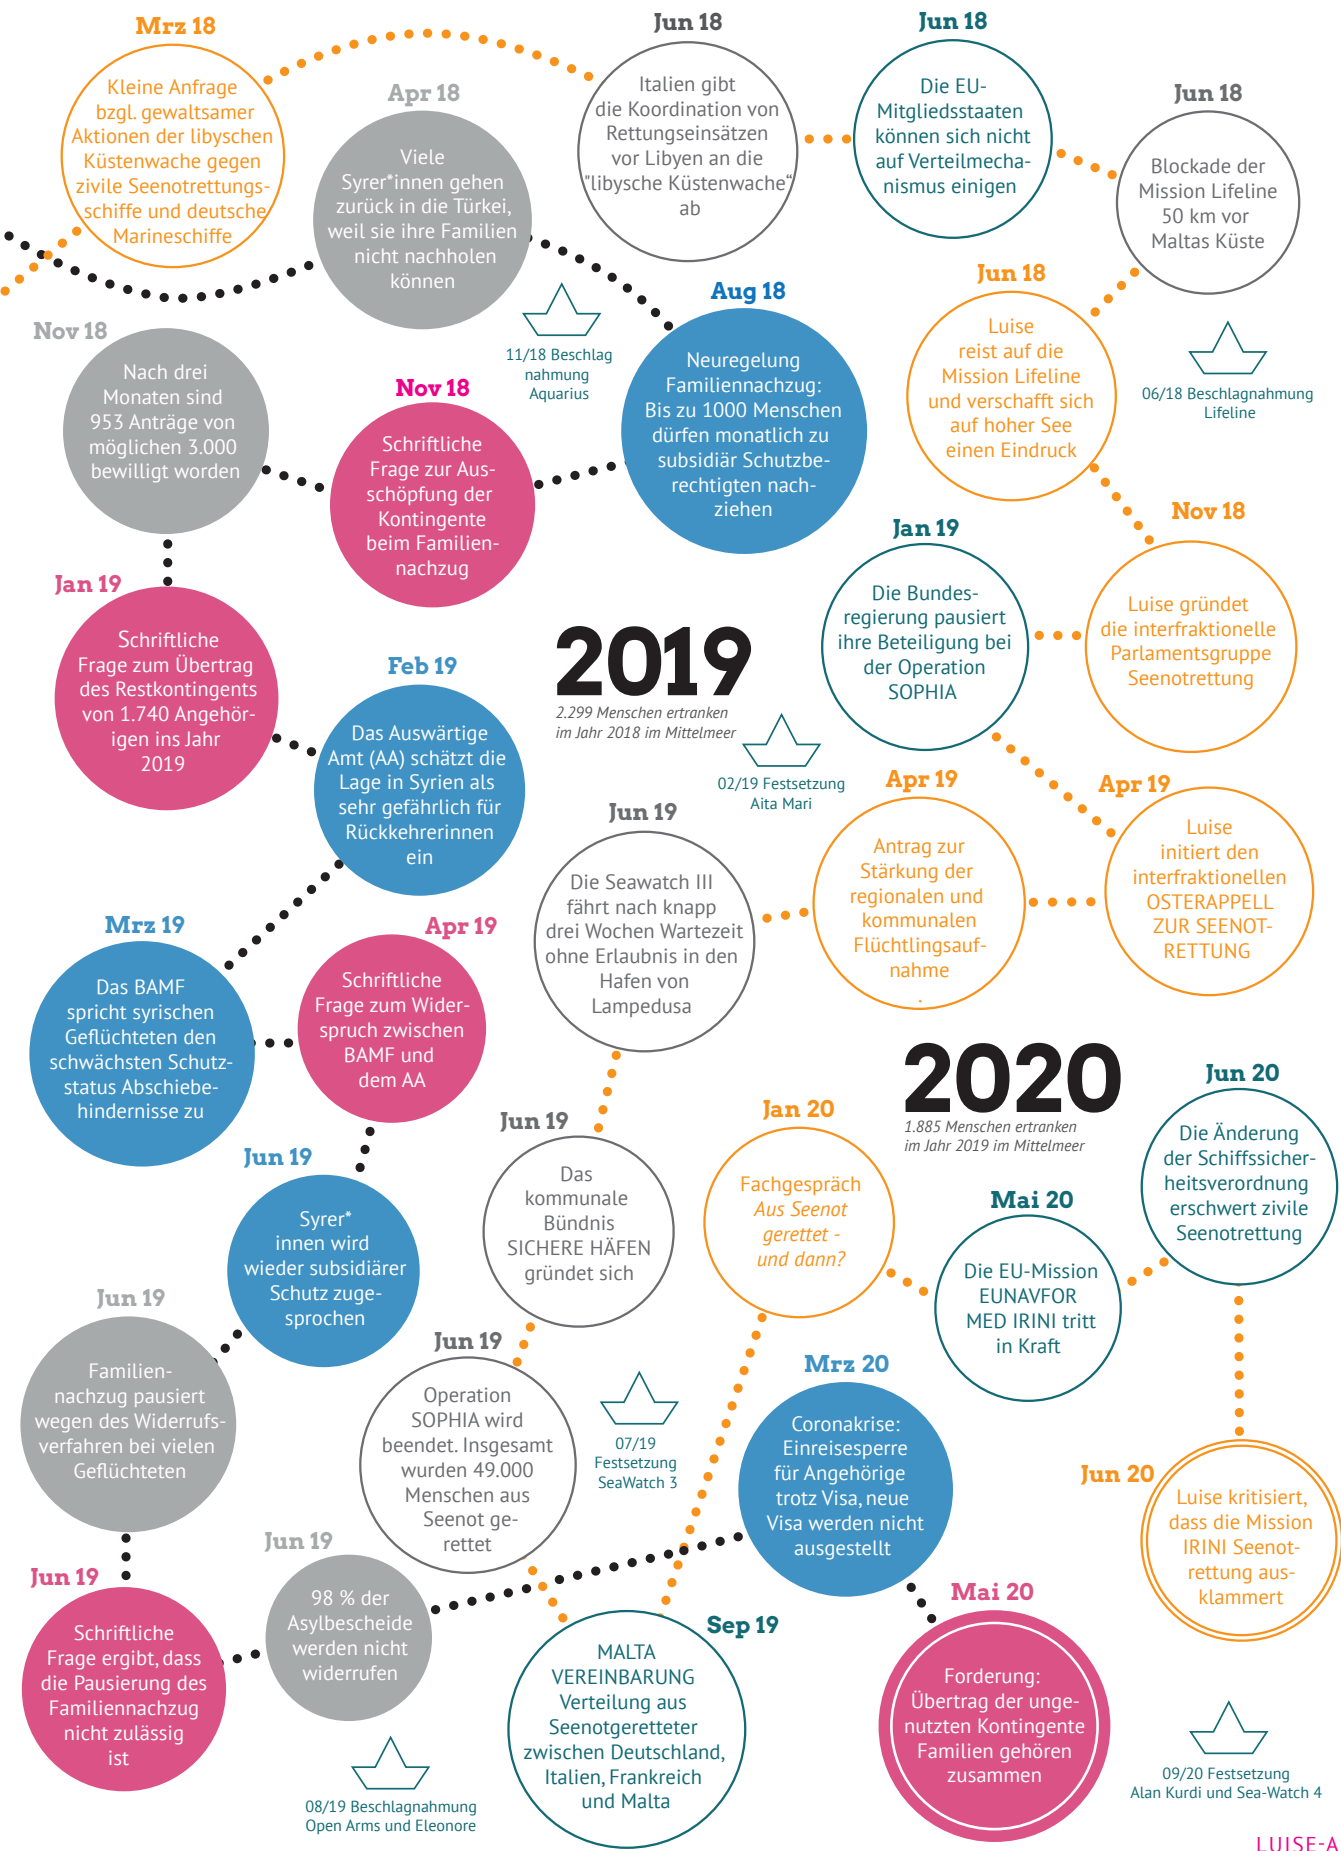 Mrz 18
Kleine Anfrage
bzgl. gewaltsamer
Aktionen der libyschen
Küstenwache gegen
zivile Seenotrettungs-
schiffe und deutsche
Marineschiffe
Apr 18
Viele
Syrer*innen gehen
zurück in die Türkei,
weil sie ihre Familien
nicht nachholen
können
Jun 18
Italien gibt
die Koordination von
Rettungseinsätzen
vor Libyen an die
"libysche Küstenwache“
ab
Jun 18
Die EU-
Mitgliedsstaaten
können sich nicht
auf Verteilmecha-
nismus einigen
Jun 18
Blockade der
Mission Lifeline
50 km vor
Maltas Küste
Jun 18
Luise
reist auf die
Mission Lifeline
und verschafft sich
auf hoher See
einen Eindruck
06/18 Beschlagnahmung
Lifeline
11/18 Beschlag
nahmung
Aquarius
Aug 18
Neuregelung
Familiennachzug:
Bis zu 1000 Menschen
dürfen monatlich zu
subsidiär Schutzbe-
rechtigten nach-
ziehen
Nov 18
Schriftliche
Frage zur Aus-
schöpfung der
Kontingente
beim Familien-
nachzug
Nov 18
Nach drei
Monaten sind
953 Anträge von
möglichen 3.000
bewilligt worden
Nov 18
Luise gründet
die interfraktionelle
Parlamentsgruppe
Seenotrettung
Jan 19
Die Bundes-
regierung pausiert
ihre Beteiligung bei
der Operation
SOPHIA
Jan 19
Schriftliche
Frage zum Übertrag
des Restkontingents
von 1.740 Angehör-
igen ins Jahr
2019
2019
2.299 Menschen ertranken
im Jahr 2018 im Mittelmeer
02/19 Festsetzung
Aita Mari
Feb 19
Das Auswärtige
Amt (AA) schätzt die
Lage in Syrien als
sehr gefährlich für
Rückkehrerinnen
ein
Apr 19
Luise
initiert den
interfraktionellen
OSTERAPPELL
ZUR SEENOT-
RETTUNG
Apr 19
Antrag zur
Stärkung der
regionalen und
kommunalen
Flüchtlingsauf-
nahme
.
Jun 19
Die Seawatch III
fährt nach knapp
drei Wochen Wartezeit
ohne Erlaubnis in den
Hafen von
Lampedusa
Mrz 19
Das BAMF
spricht syrischen
Geflüchteten den
schwächsten Schutz-
status Abschiebe-
hindernisse zu
Apr 19
Schriftliche
Frage zum Wider-
spruch zwischen
BAMF und
dem AA
Jun 19
Syrer*
innen wird
wieder subsidiärer
Schutz zuge-
sprochen
Jun 19
Das
kommunale
Bündnis
SICHERE HÄFEN
gründet sich
Jun 19
Operation
SOPHIA wird
beendet. Insgesamt
wurden 49.000
Menschen aus
Seenot ge-
rettet
07/19
Festsetzung
SeaWatch 3
Jun 19
Familien-
nachzug pausiert
wegen des Widerrufs-
verfahren bei vielen
Geflüchteten
Jun 19
Schriftliche
Frage ergibt, dass
die Pausierung des
Familiennachzug
nicht zulässig
ist
Jun 19
98 % der
Asylbescheide
werden nicht
widerrufen
08/19 Beschlagnahmung
Open Arms und Eleonore
Sep 19
MALTA
VEREINBARUNG
Verteilung aus
Seenotgeretteter
zwischen Deutschland,
Italien, Frankreich
und Malta
2020
1.885 Menschen ertranken
im Jahr 2019 im Mittelmeer
Jan 20
Fachgespräch
Aus Seenot
gerettet -
und dann?
Mai 20
Die EU-Mission
EUNAVFOR
MED IRINI tritt
in Kraft
Jun 20
Die Änderung
der Schiffssicher-
heitsverordnung
erschwert zivile
Seenotrettung
Jun 20
Luise kritisiert,
dass die Mission
IRINI Seenot-
rettung aus-
klammert
Mrz 20
Coronakrise:
Einreisesperre
für Angehörige
trotz Visa, neue
Visa werden nicht
ausgestellt
Mai 20
Forderung:
Übertrag der unge-
nutzten Kontingente
Familien gehören
zusammen
09/20 Festsetzung
Alan Kurdi und Sea-Watch 4
LUISE-A